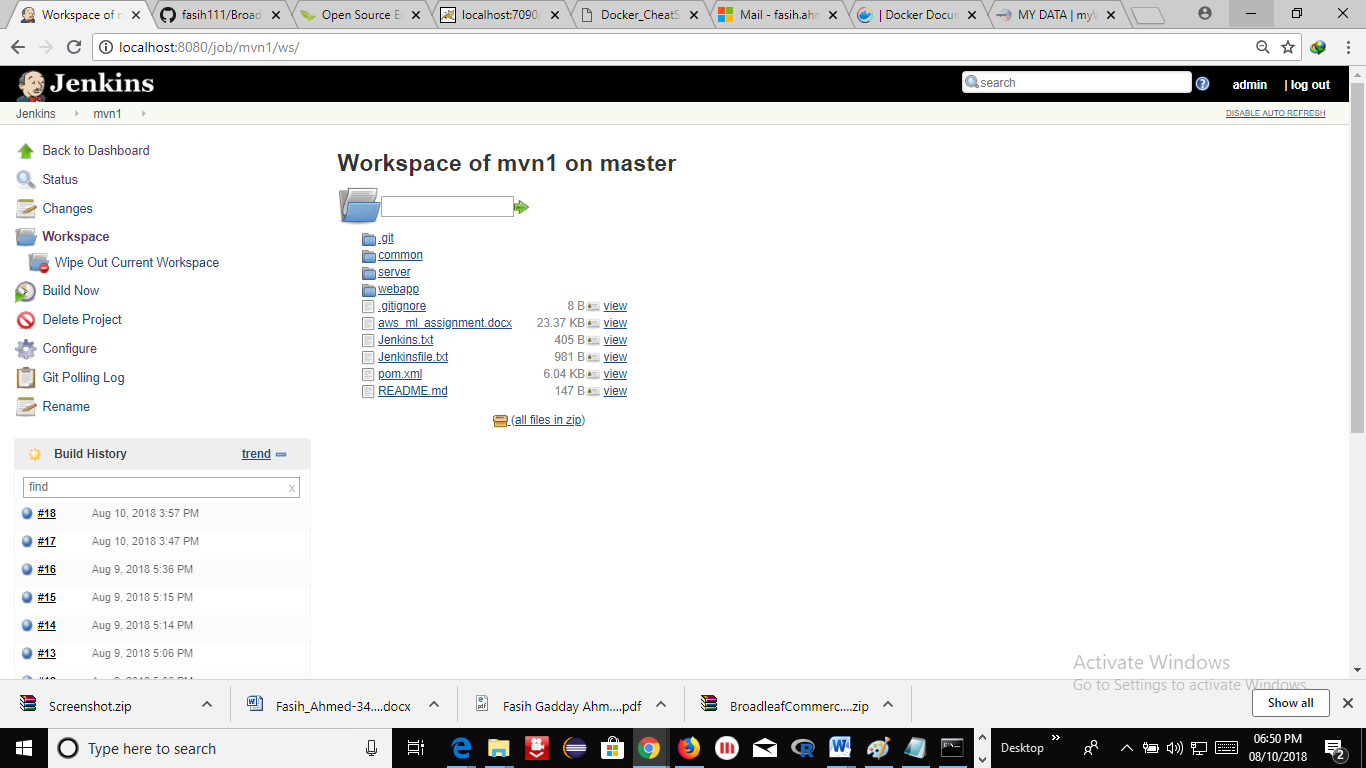 Workspace of m
fasih111/Broad
Open Source E
localhost:7090/
Docker_CheatS
Mail - fasih.ahm
| Docker Docum
MY DATA | my
localhost:8080/job/mvn1/ws/
Jenkins
search
admin
| log out
Jenkins
mvn1
DISABLE AUTO REFRESH
Back to Dashboard
Status
Changes
Workspace
Wipe Out Current Workspace
Build Now
Delete Project
Configure
Git Polling Log
Rename
Workspace of mvn1 on master
.git
common
server
webapp
.gitignore 8 B view
aws_ml_assignment.docx 23.37 KB view
Jenkins.txt 405 B view
Jenkinsfile.txt 981 B view
pom.xml 6.04 KB view
README.md 147 B view
(all files in zip)
Build History
trend
find x
#18 Aug 10, 2018 3:57 PM
#17 Aug 10, 2018 3:47 PM
#16 Aug 9, 2018 5:36 PM
#15 Aug 9, 2018 5:15 PM
#14 Aug 9, 2018 5:14 PM
#13 Aug 9, 2018 5:06 PM
Activate Windows
Go to Settings to activate Windows.
Screenshot.zip
Fasih_Ahmed-34....docx
Fasih Gadday Ahm....pdf
BroadleafCommerc....zip
Show all
Type here to search
Desktop
06:50 PM
08/10/2018
2